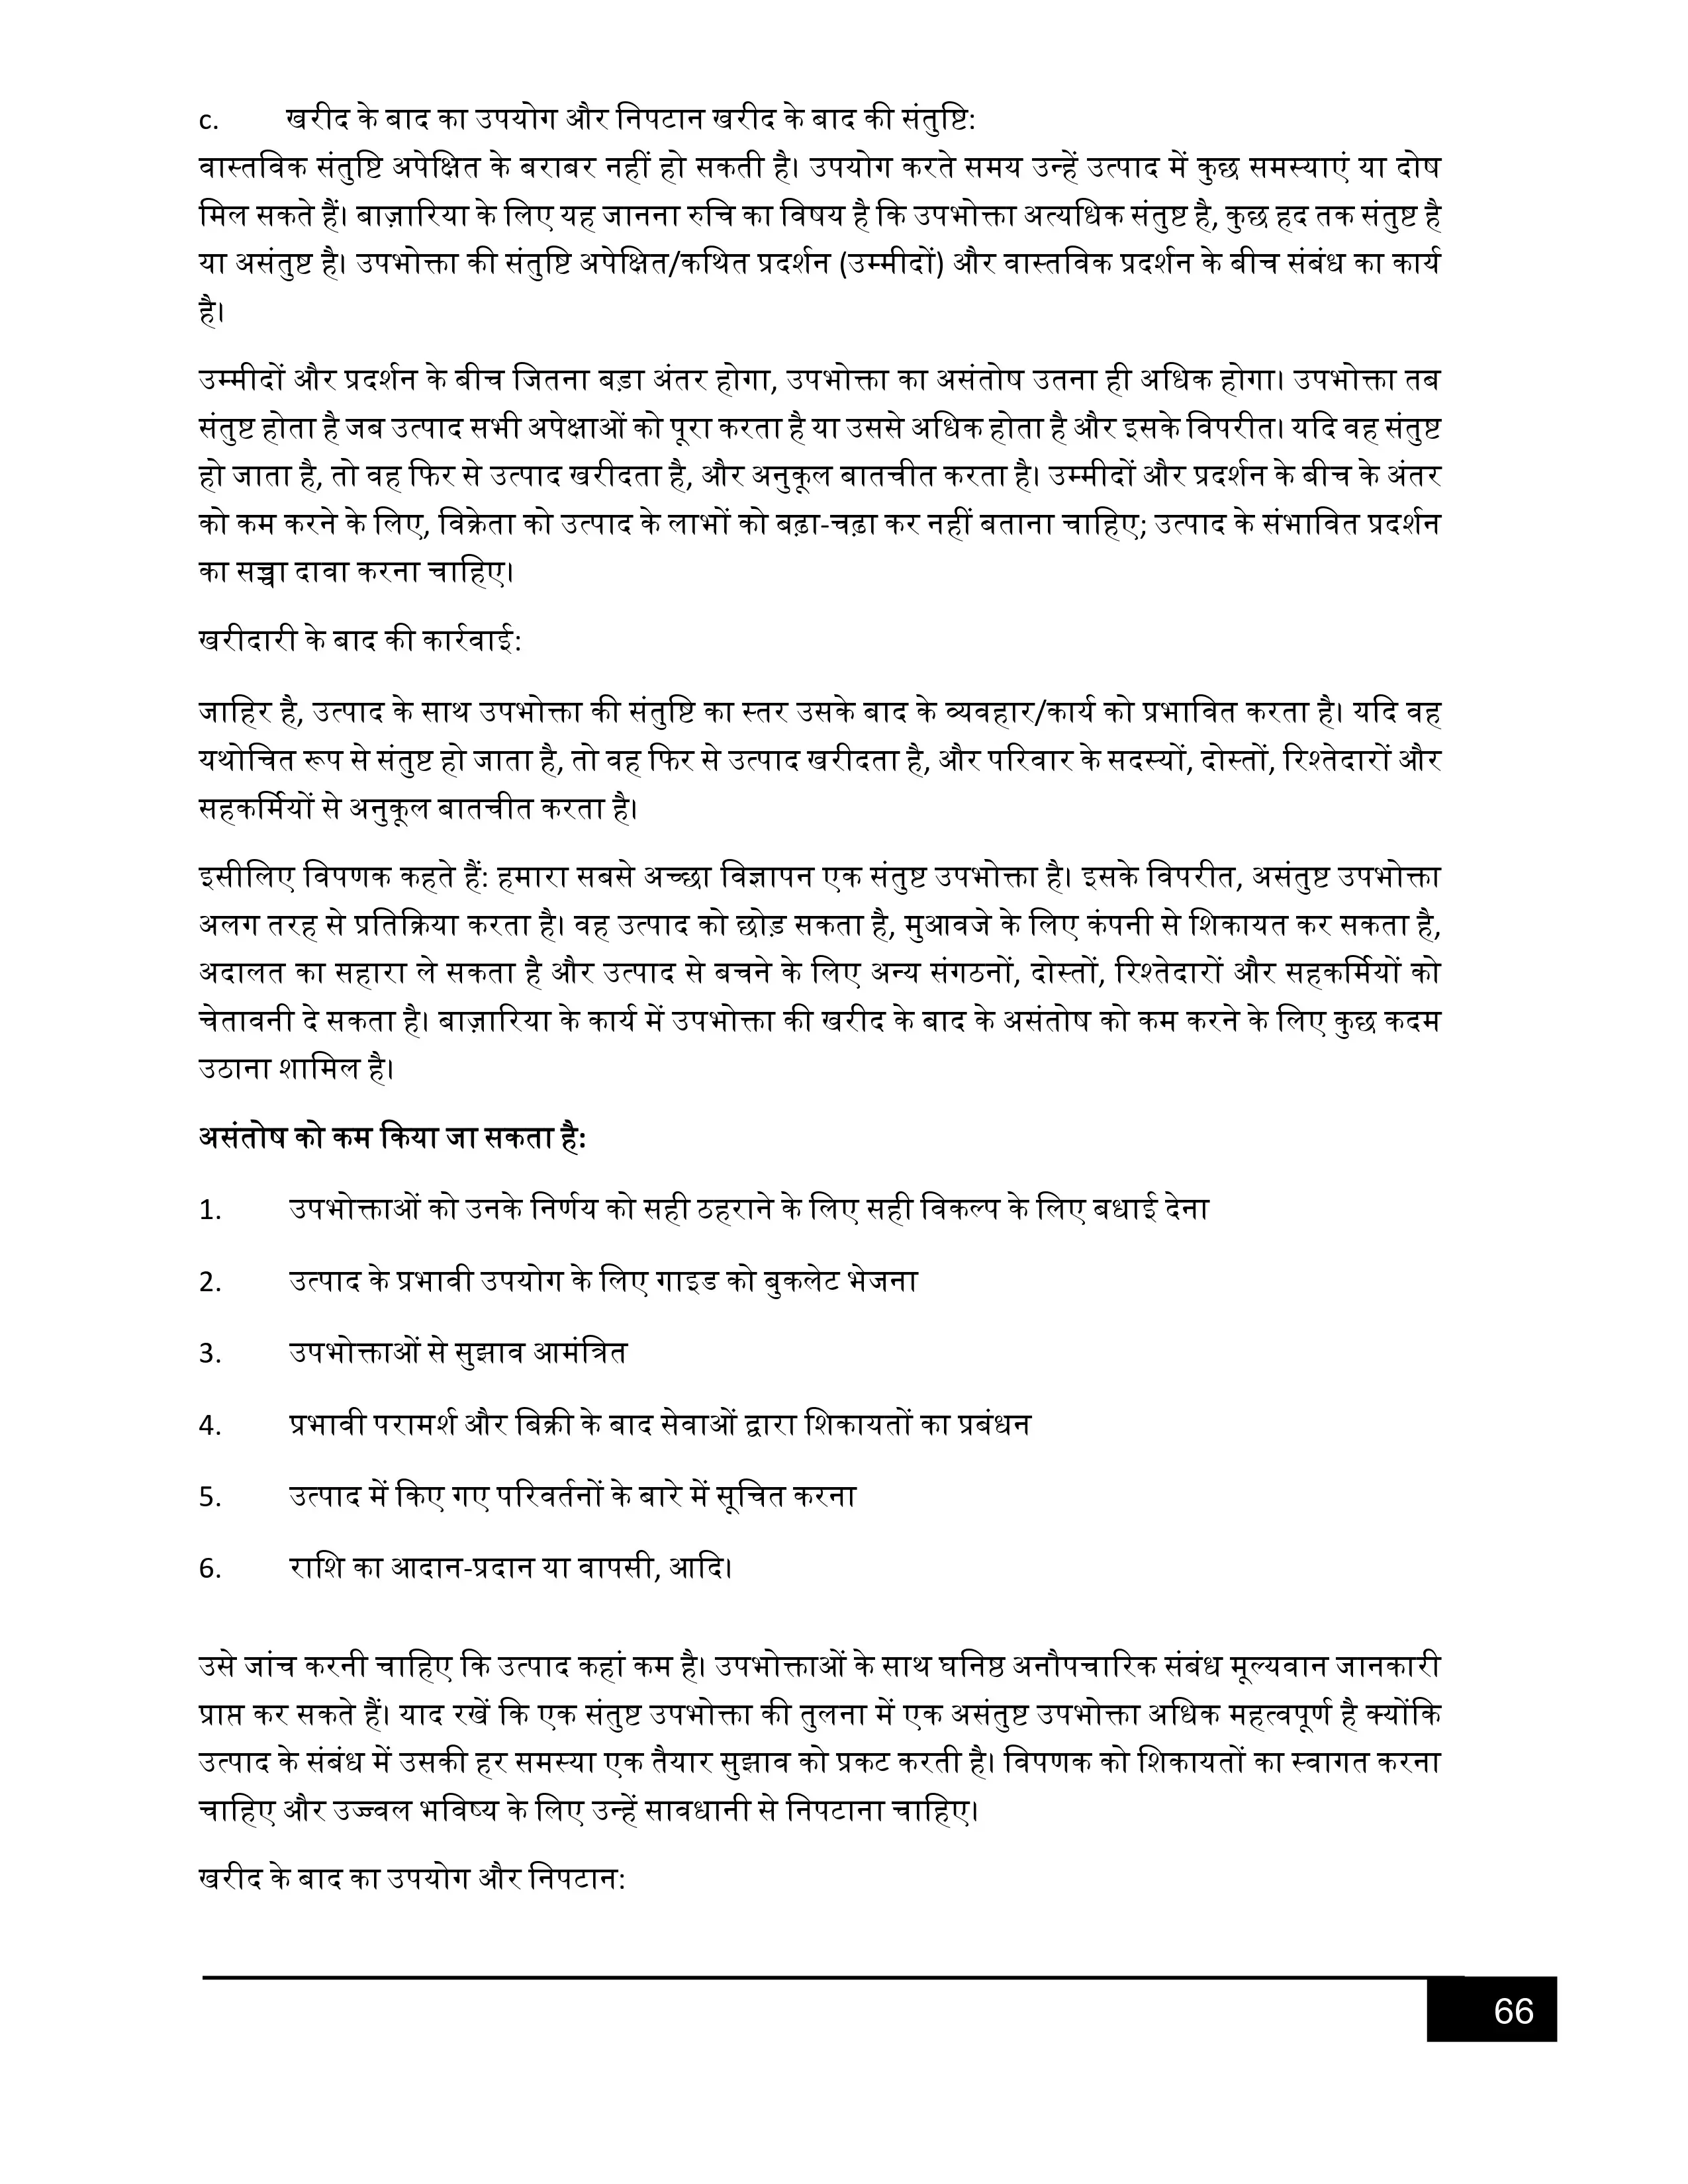 c. खरीद के बाद का उपयोग और निपटान खरीद के बाद की संतुष्टि:
वास्तविक संतुष्टि अपेक्षित के बराबर नहीं हो सकती है। उपयोग करते समय उन्हें उत्पाद में कुछ समस्याएं या दोष
मिल सकते हैं। बाज़ारिया के लिए यह जानना रुचि का विषय है कि उपभोक्ता अत्यधिक संतुष्ट है, कुछ हद तक संतुष्ट है
या असंतुष्ट है। उपभोक्ता की संतुष्टि अपेक्षित/कथित प्रदर्शन (उम्मीदों) और वास्तविक प्रदर्शन के बीच संबंध का कार्य
है।
उम्मीदों और प्रदर्शन के बीच जितना बड़ा अंतर होगा, उपभोक्ता का असंतोष उतना ही अधिक होगा। उपभोक्ता तब
संतुष्ट होता है जब उत्पाद सभी अपेक्षाओं को पूरा करता है या उससे अधिक होता है और इसके विपरीत। यदि वह संतुष्ट
हो जाता है, तो वह फिर से उत्पाद खरीदता है, और अनुकूल बातचीत करता है। उम्मीदों और प्रदर्शन के बीच के अंतर
को कम करने के लिए, विक्रेता को उत्पाद के लाभों को बढ़ा-चढ़ा कर नहीं बताना चाहिए; उत्पाद के संभावित प्रदर्शन
का सच्चा दावा करना चाहिए।
खरीदारी के बाद की कार्रवाई:
जाहिर है, उत्पाद के साथ उपभोक्ता की संतुष्टि का स्तर उसके बाद के व्यवहार/कार्य को प्रभावित करता है। यदि वह
यथोचित रूप से संतुष्ट हो जाता है, तो वह फिर से उत्पाद खरीदता है, और परिवार के सदस्यों, दोस्तों, रिश्तेदारों और
सहकर्मियों से अनुकूल बातचीत करता है।
इसीलिए विपणक कहते हैं: हमारा सबसे अच्छा विज्ञापन एक संतुष्ट उपभोक्ता है। इसके विपरीत, असंतुष्ट उपभोक्ता
अलग तरह से प्रतिक्रिया करता है। वह उत्पाद को छोड़ सकता है, मुआवजे के लिए कंपनी से शिकायत कर सकता है,
अदालत का सहारा ले सकता है और उत्पाद से बचने के लिए अन्य संगठनों, दोस्तों, रिश्तेदारों और सहकर्मियों को
चेतावनी दे सकता है। बाज़ारिया के कार्य में उपभोक्ता की खरीद के बाद के असंतोष को कम करने के लिए कुछ कदम
उठाना शामिल है।
असंतोष को कम किया जा सकता है:
1. उपभोक्ताओं को उनके निर्णय को सही ठहराने के लिए सही विकल्प के लिए बधाई देना
2. उत्पाद के प्रभावी उपयोग के लिए गाइड को बुकलेट भेजना
3. उपभोक्ताओं से सुझाव आमंत्रित
4. प्रभावी परामर्श और बिक्री के बाद सेवाओं द्वारा शिकायतों का प्रबंधन
5. उत्पाद में किए गए परिवर्तनों के बारे में सूचित करना
6. राशि का आदान-प्रदान या वापसी, आदि।
उसे जांच करनी चाहिए कि उत्पाद कहां कम है। उपभोक्ताओं के साथ घनिष्ठ अनौपचारिक संबंध मूल्यवान जानकारी
प्राप्त कर सकते हैं। याद रखें कि एक संतुष्ट उपभोक्ता की तुलना में एक असंतुष्ट उपभोक्ता अधिक महत्वपूर्ण है क्योंकि
उत्पाद के संबंध में उसकी हर समस्या एक तैयार सुझाव को प्रकट करती है। विपणक को शिकायतों का स्वागत करना
चाहिए और उज्ज्वल भविष्य के लिए उन्हें सावधानी से निपटाना चाहिए।
खरीद के बाद का उपयोग और निपटान:
66